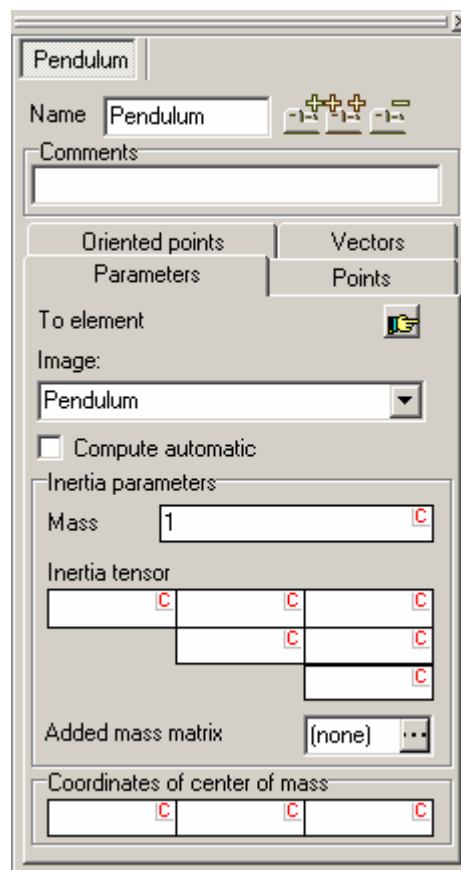 Pendulum
Name Pendulum
Comments
Oriented points Vectors
Parameters Points
To element
Image:
Pendulum
Compute automatic
Inertia parameters
Mass 1 C
Inertia tensor
C C C
C C
C
Added mass matrix (none) ...
Coordinates of center of mass
C C C